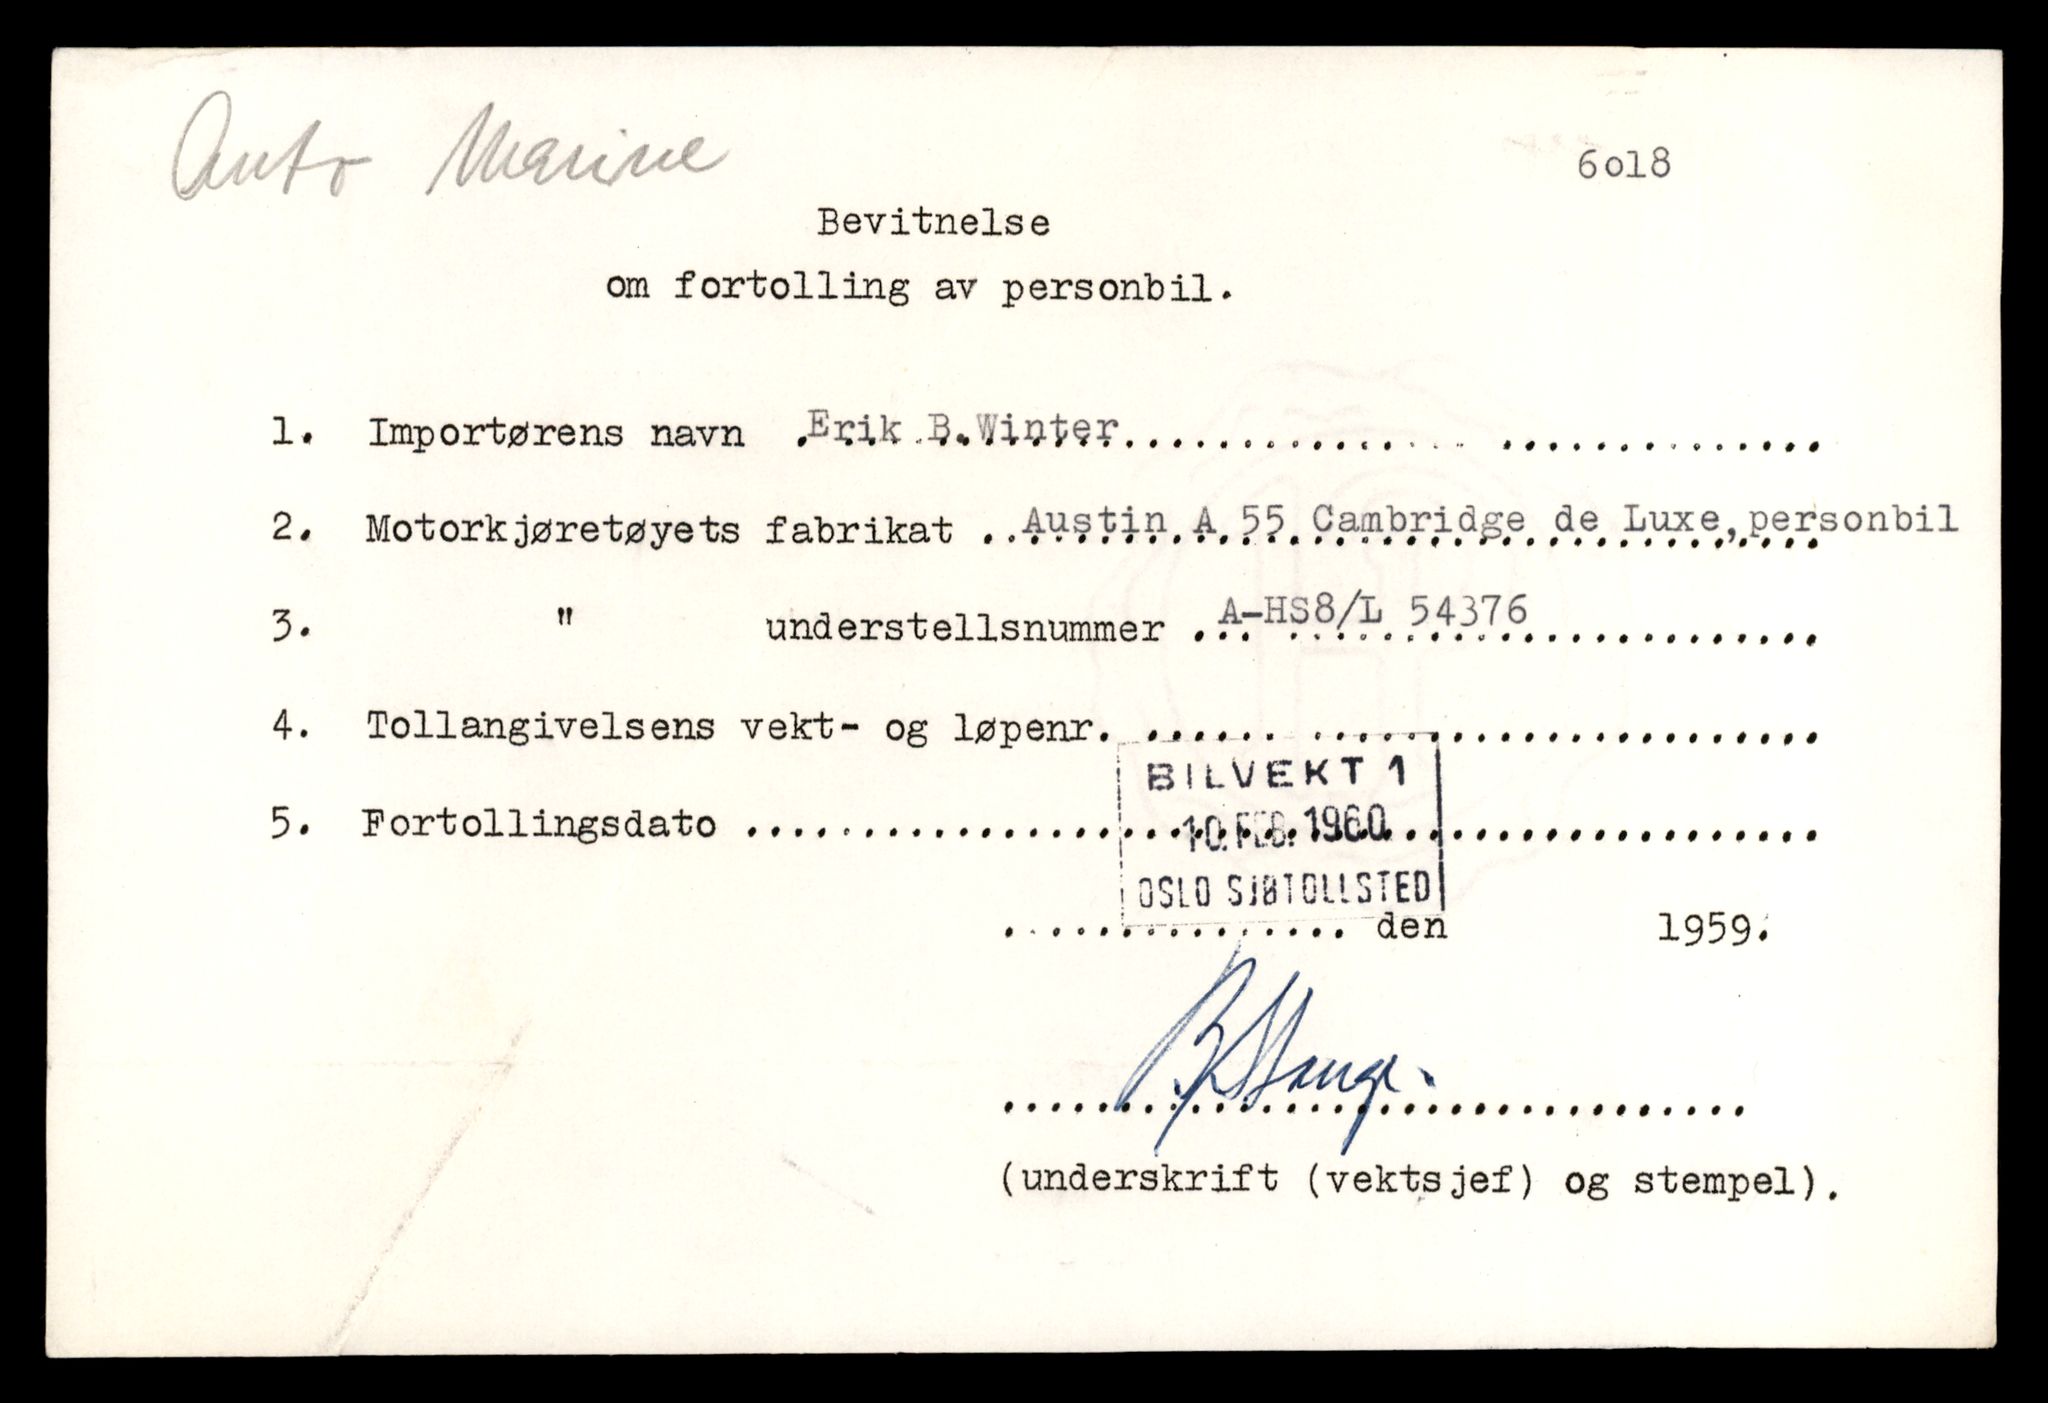 Auto Marine
6o18
Bevitnelse
om fortolling av personbil.
1. Importørens navn Erik B.Winter
2. Motorkjøretøyets fabrikat Austin A 55 Cambridge de Luxe, personbil
3. " understellsnummer A-HS8/L 54376
4. Tollangivelsens vekt- og løpenr.
BILVEKT 1
5. Fortollingsdato 10. FEB. 1960
OSLO SJØTOLLSTED
den 1959.
(underskrift (vektsjef) og stempel).